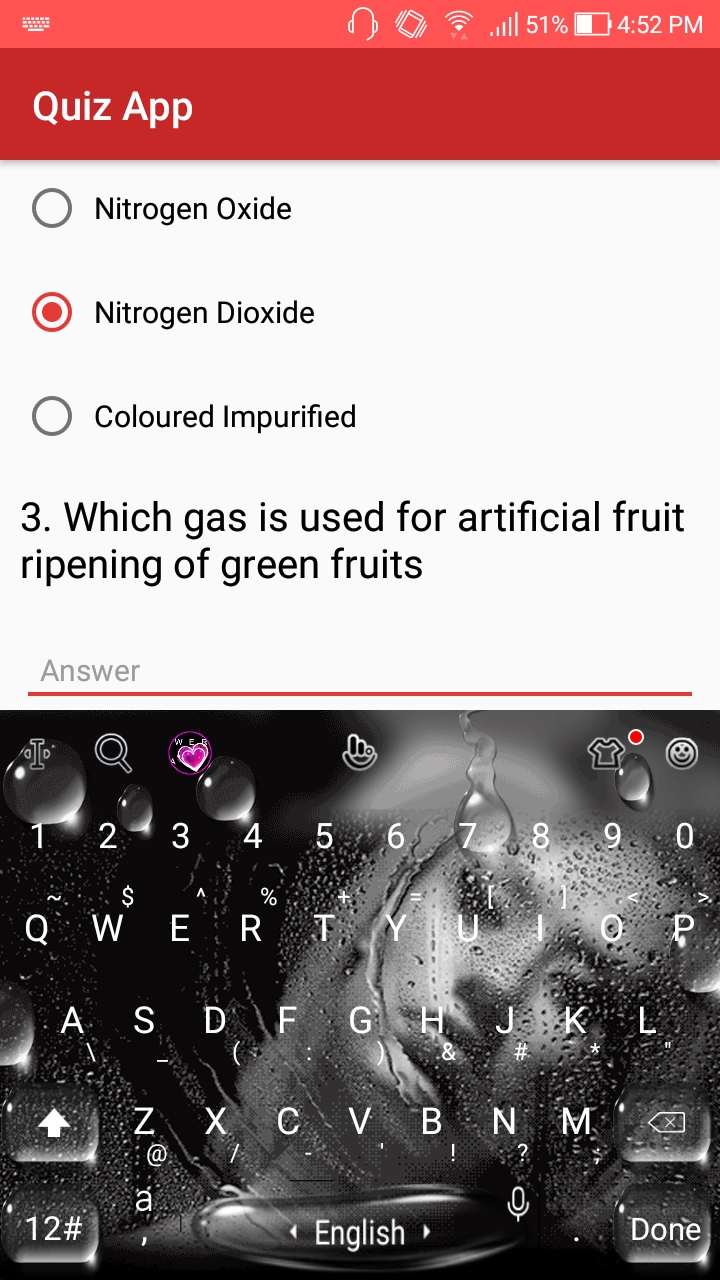 51% 4:52 PM
Quiz App
Nitrogen Oxide
Nitrogen Dioxide
Coloured Impurified
3. Which gas is used for artificial fruit
ripening of green fruits
Answer
W E R
A
1 2 3 4 5 6 7 8 9 0
~ $ ^ % + = [ ] < >
Q W E R T Y U I O P
A S D F G H J K L
\ _ ( : ) & # * "
Z X C V B N M
@ / - ' ! ? ;
a
12# , English . Done